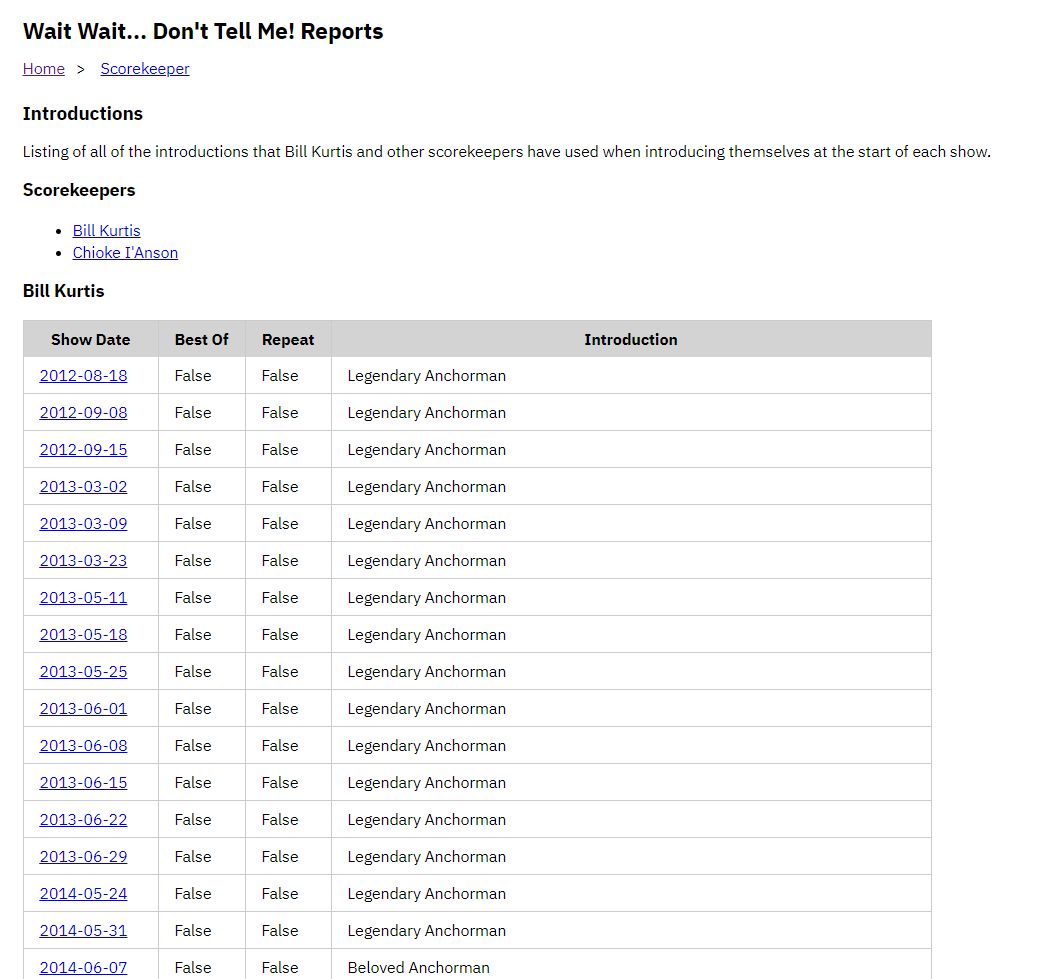 Wait Wait... Don't Tell Me! Reports
Home > Scorekeeper
Introductions
Listing of all of the introductions that Bill Kurtis and other scorekeepers have used when introducing themselves at the start of each show.
Scorekeepers
• Bill Kurtis
• Chioke I'Anson
Bill Kurtis
Show Date Best Of Repeat Introduction
2012-08-18 False False Legendary Anchorman
2012-09-08 False False Legendary Anchorman
2012-09-15 False False Legendary Anchorman
2013-03-02 False False Legendary Anchorman
2013-03-09 False False Legendary Anchorman
2013-03-23 False False Legendary Anchorman
2013-05-11 False False Legendary Anchorman
2013-05-18 False False Legendary Anchorman
2013-05-25 False False Legendary Anchorman
2013-06-01 False False Legendary Anchorman
2013-06-08 False False Legendary Anchorman
2013-06-15 False False Legendary Anchorman
2013-06-22 False False Legendary Anchorman
2013-06-29 False False Legendary Anchorman
2014-05-24 False False Legendary Anchorman
2014-05-31 False False Legendary Anchorman
2014-06-07 False False Beloved Anchorman